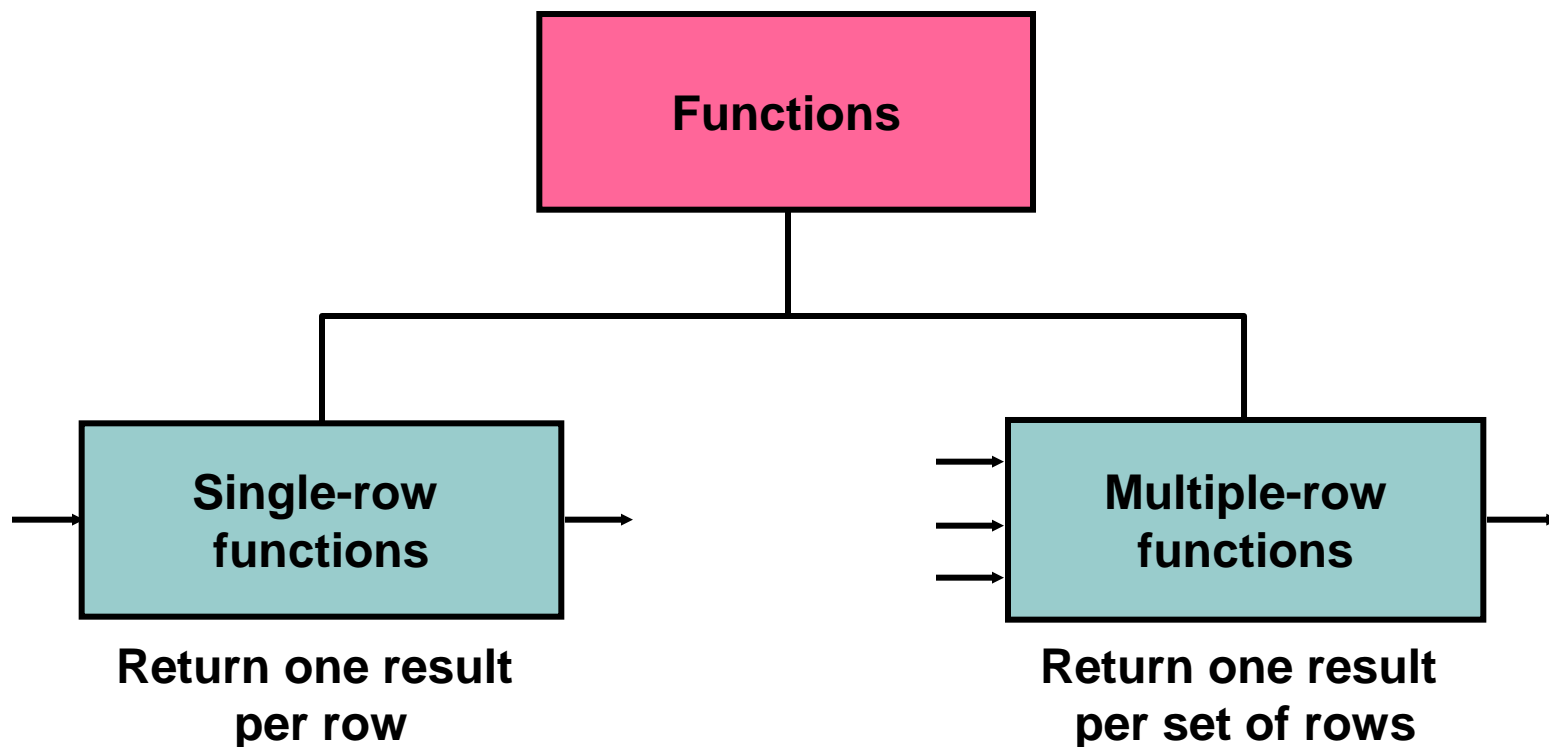 Functions
Single-row
functions
Return one result
per row
Multiple-row
functions
Return one result
per set of rows